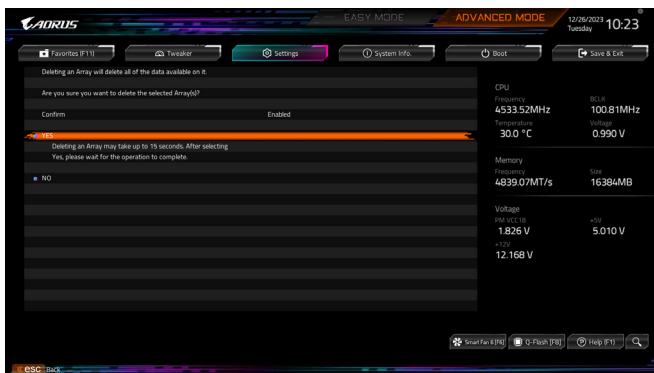 AORUS
EASY MODE
ADVANCED MODE
12/26/2023
Tuesday
10:23
Favorites (F11)
Tweaker
Settings
System Info.
Boot
Save & Exit
Deleting an Array will delete all of the data available on it.
Are you sure you want to delete the selected Array(s)?
Confirm Enabled
YES
Deleting an Array may take up to 15 seconds. After selecting
Yes, please wait for the operation to complete.
NO
CPU
Frequency BCLK
4533.52MHz 100.81MHz
Temperature Voltage
30.0 °C 0.990 V
Memory
Frequency Size
4839.07MT/s 16384MB
Voltage
PM VCC18 +5V
1.826 V 5.010 V
+12V
12.168 V
Smart Fan 6 (F6)
Q-Flash (F8)
Help (F1)
esc Back